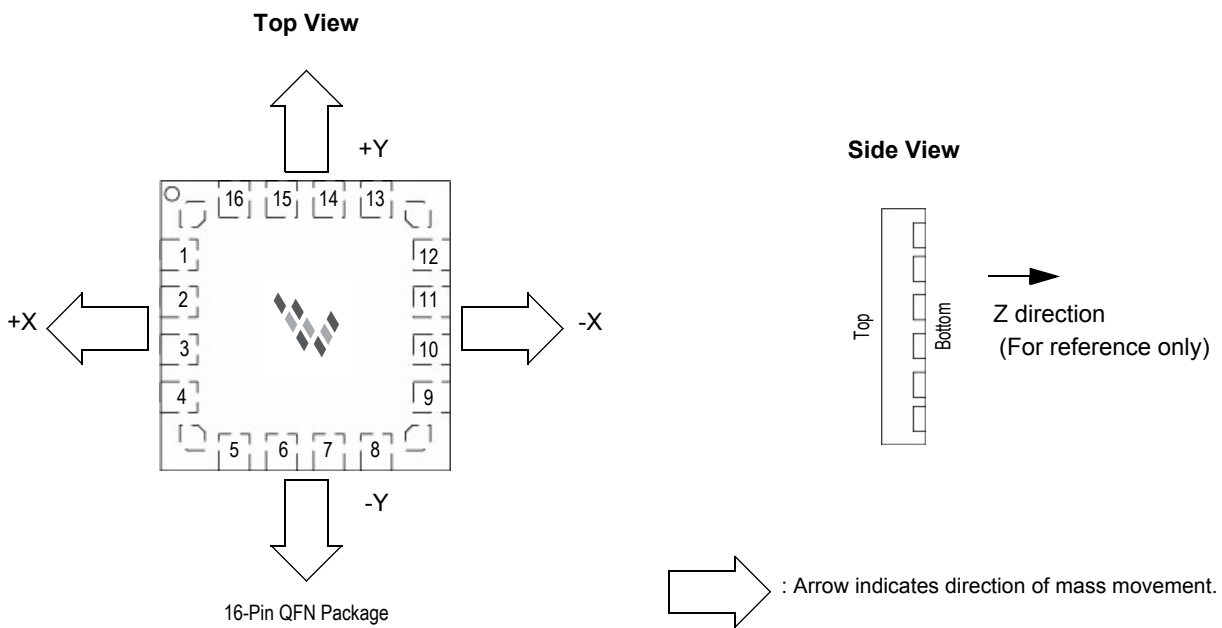 Top View
+Y
16 15 14 13
1
2
3
4
12
11
10
9
5 6 7 8
+X
-X
-Y
16-Pin QFN Package
Side View
Top
Bottom
Z direction
(For reference only)
: Arrow indicates direction of mass movement.